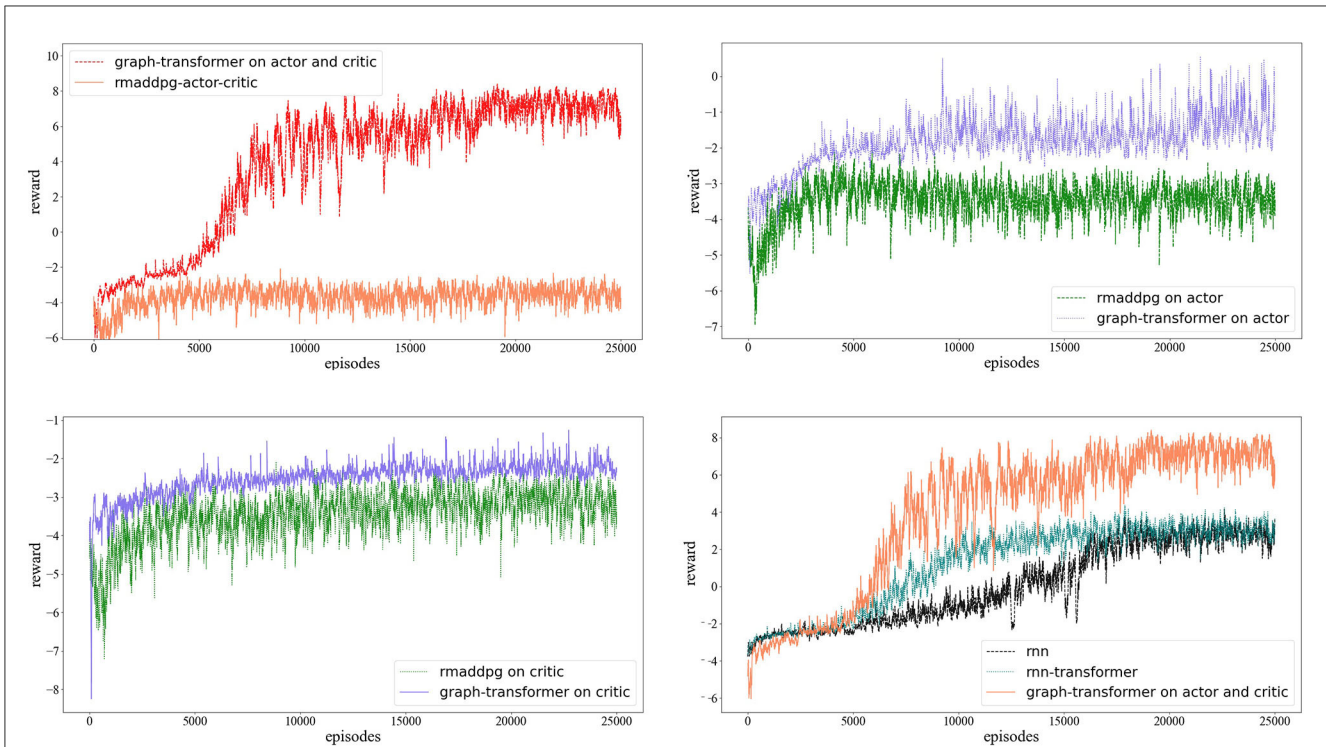 10
8
6
4
2
0
−2
−4
−6
reward
graph-transformer on actor and critic
rmaddpg-actor-critic
0 5000 10000 15000 20000 25000
episodes
0
−1
−2
−3
−4
−5
−6
−7
reward
rmaddpg on actor
graph-transformer on actor
0 5000 10000 15000 20000 25000
episodes
−1
−2
−3
−4
−5
−6
−7
−8
reward
rmaddpg on critic
graph-transformer on critic
0 5000 10000 15000 20000 25000
episodes
8
6
4
2
0
−2
−4
−6
reward
rnn
rnn-transformer
graph-transformer on actor and critic
0 5000 10000 15000 20000 25000
episodes